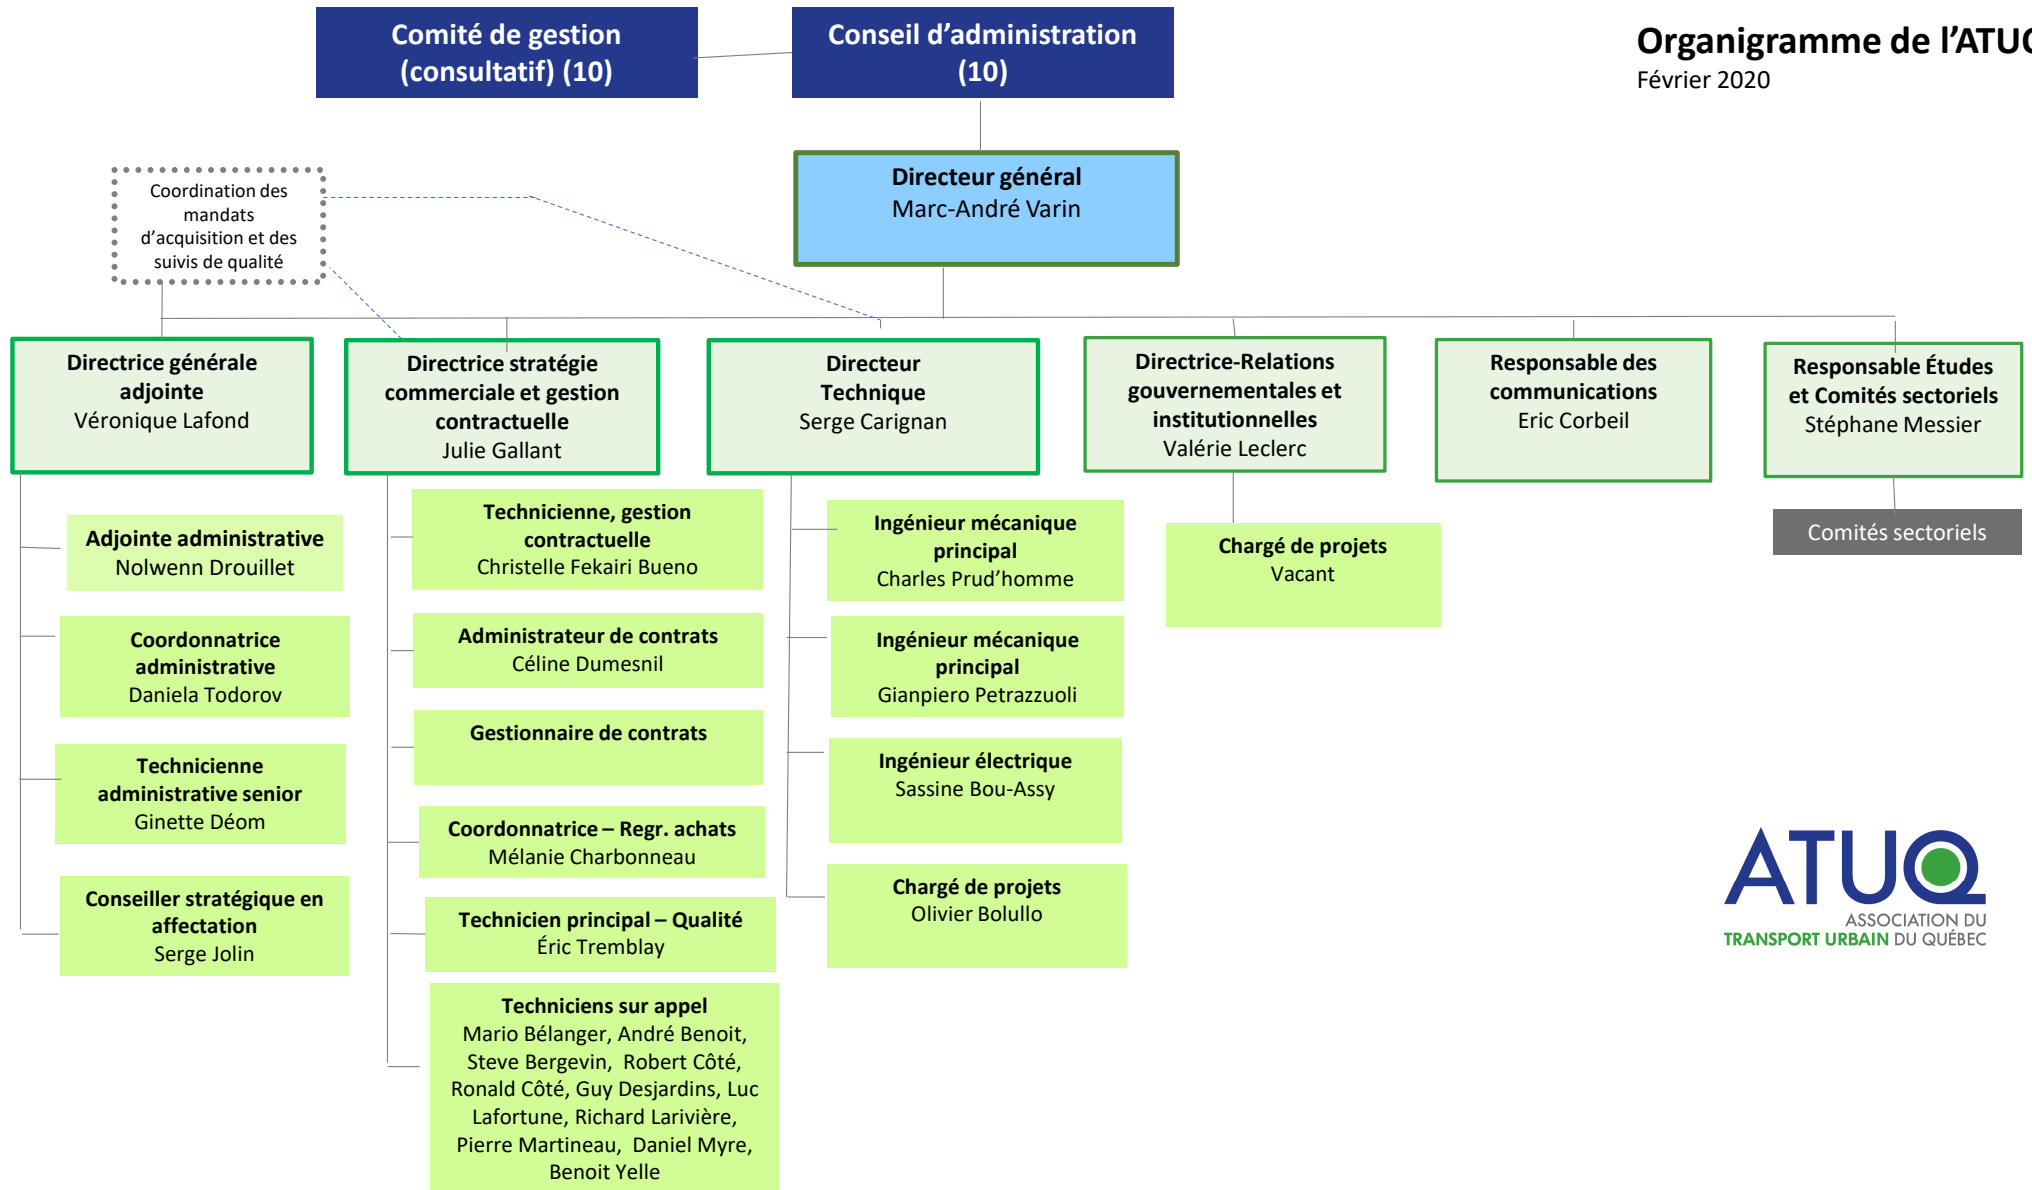 Comité de gestion
(consultatif) (10)
Conseil d’administration
(10)
Organigramme de l’ATUQ
Février 2020
Directeur général
Marc-André Varin
Coordination des
mandats
d’acquisition et des
suivis de qualité
Directrice générale
adjointe
Véronique Lafond
Directrice stratégie
commerciale et gestion
contractuelle
Julie Gallant
Directeur
Technique
Serge Carignan
Directrice-Relations
gouvernementales et
institutionnelles
Valérie Leclerc
Responsable des
communications
Eric Corbeil
Responsable Études
et Comités sectoriels
Stéphane Messier
Adjointe administrative
Nolwenn Drouillet
Coordonnatrice
administrative
Daniela Todorov
Technicienne
administrative senior
Ginette Déom
Conseiller stratégique en
affectation
Serge Jolin
Technicienne, gestion
contractuelle
Christelle Fekairi Bueno
Administrateur de contrats
Céline Dumesnil
Gestionnaire de contrats
Coordonnatrice – Regr. achats
Mélanie Charbonneau
Technicien principal – Qualité
Éric Tremblay
Techniciens sur appel
Mario Bélanger, André Benoit,
Steve Bergevin, Robert Côté,
Ronald Côté, Guy Desjardins, Luc
Lafortune, Richard Larivière,
Pierre Martineau, Daniel Myre,
Benoit Yelle
Ingénieur mécanique
principal
Charles Prud’homme
Ingénieur mécanique
principal
Gianpiero Petrazzuoli
Ingénieur électrique
Sassine Bou-Assy
Chargé de projets
Olivier Bolullo
Chargé de projets
Vacant
Comités sectoriels
ATUQ
ASSOCIATION DU
TRANSPORT URBAIN DU QUÉBEC